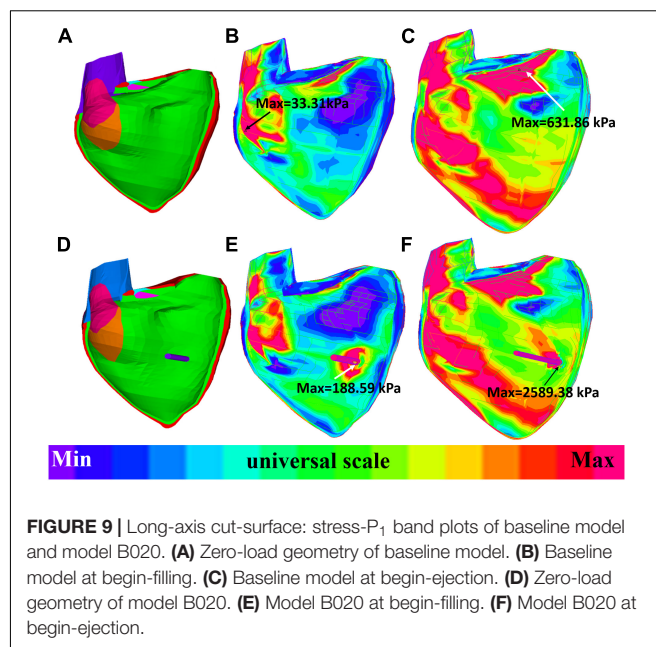 A
B
C
Max=33.31kPa
Max=631.86 kPa
D
E
F
Max=188.59 kPa
Max=2589.38 kPa
Min universal scale Max
FIGURE 9 | Long-axis cut-surface: stress-P₁ band plots of baseline model
and model B020. (A) Zero-load geometry of baseline model. (B) Baseline
model at begin-filling. (C) Baseline model at begin-ejection. (D) Zero-load
geometry of model B020. (E) Model B020 at begin-filling. (F) Model B020 at
begin-ejection.